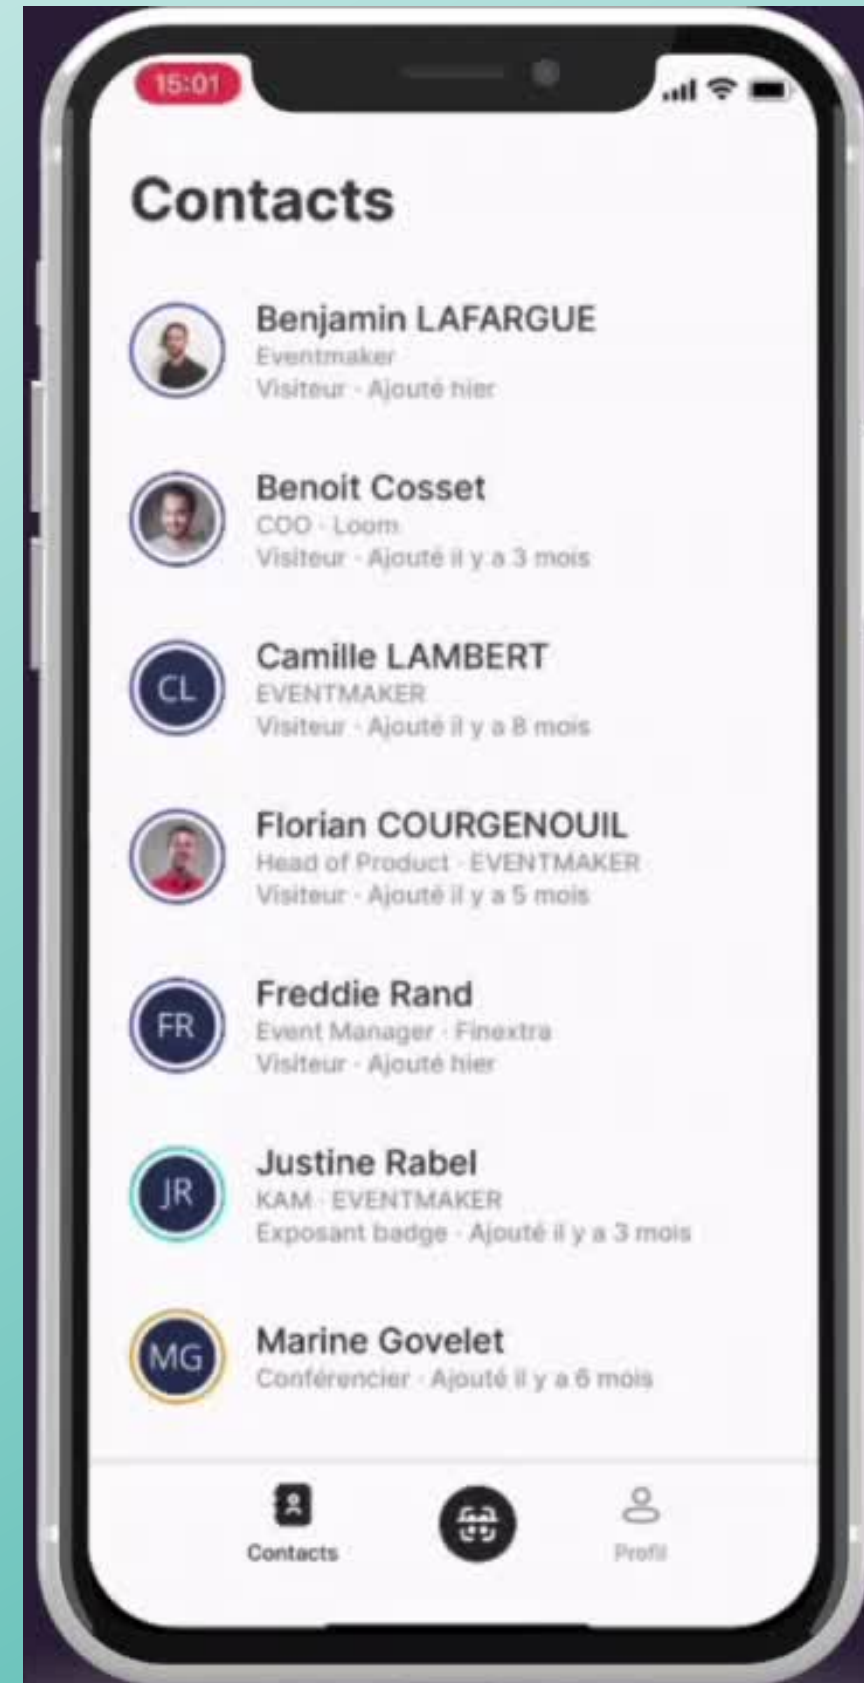 15:01
Contacts
Benjamin LAFARGUE
Eventmaker
Visiteur · Ajouté hier
Benoit Cosset
COO · Loom
Visiteur · Ajouté il y a 3 mois
CL
Camille LAMBERT
EVENTMAKER
Visiteur · Ajouté il y a 8 mois
Florian COURGENOUIL
Head of Product · EVENTMAKER
Visiteur · Ajouté il y a 5 mois
FR
Freddie Rand
Event Manager · Finextra
Visiteur · Ajouté hier
JR
Justine Rabel
KAM · EVENTMAKER
Exposant badge · Ajouté il y a 3 mois
MG
Marine Govelet
Conférencier · Ajouté il y a 6 mois
Contacts
Profil